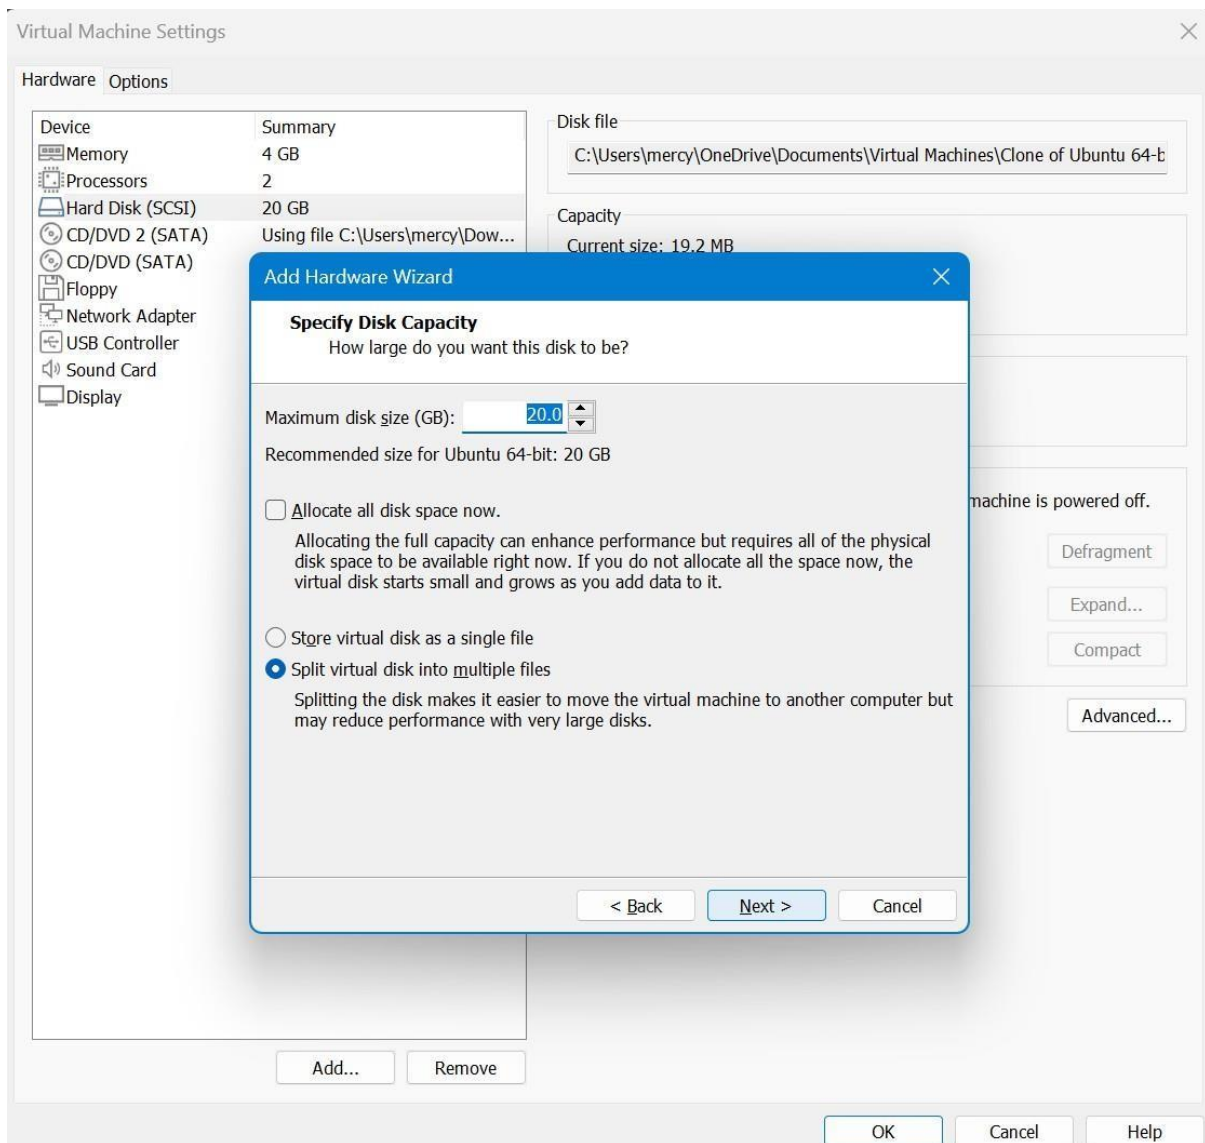 Virtual Machine Settings
Hardware Options
Device Summary
Memory 4 GB
Processors 2
Hard Disk (SCSI) 20 GB
CD/DVD 2 (SATA) Using file C:\Users\mercy\Dow...
CD/DVD (SATA)
Floppy
Network Adapter
USB Controller
Sound Card
Display
Add... Remove
Disk file
C:\Users\mercy\OneDrive\Documents\Virtual Machines\Clone of Ubuntu 64-b
Capacity
Current size: 19.2 MB
machine is powered off.
Defragment
Expand...
Compact
Advanced...
Add Hardware Wizard
Specify Disk Capacity
How large do you want this disk to be?
Maximum disk size (GB): 20.0
Recommended size for Ubuntu 64-bit: 20 GB
Allocate all disk space now.
Allocating the full capacity can enhance performance but requires all of the physical
disk space to be available right now. If you do not allocate all the space now, the
virtual disk starts small and grows as you add data to it.
Store virtual disk as a single file
Split virtual disk into multiple files
Splitting the disk makes it easier to move the virtual machine to another computer but
may reduce performance with very large disks.
< Back Next > Cancel
OK Cancel Help